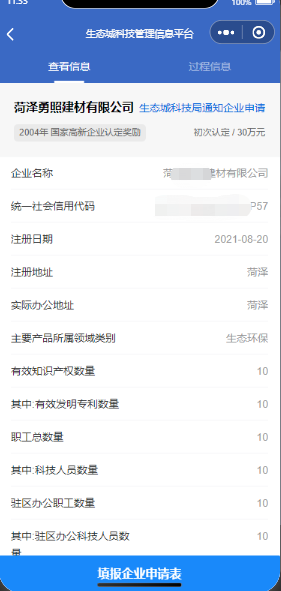 11:33
100%
生态城科技管理信息平台
查看信息
过程信息
菏泽勇照建材有限公司 生态城科技局通知企业申请
2004年 国家高新企业认定奖励 初次认定 / 30万元
企业名称 菏 建材有限公司
统一社会信用代码 P57
注册日期 2021-08-20
注册地址 菏泽
实际办公地址 菏泽
主要产品所属领域类别 生态环保
有效知识产权数量 10
其中:有效发明专利数量 10
职工总数量 10
其中:科技人员数量 10
驻区办公职工数量 10
其中:驻区办公科技人员数 10
量
填报企业申请表